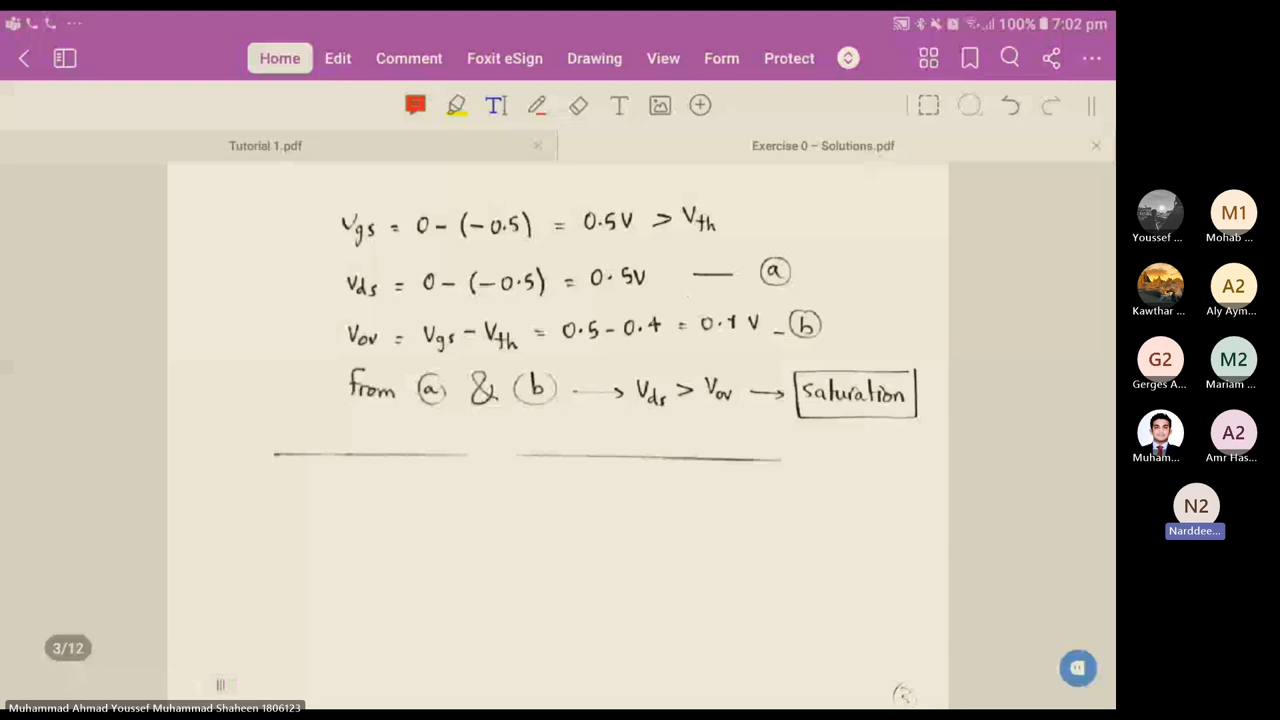 100% 7:02 pm
Home Edit Comment Foxit eSign Drawing View Form Protect
Tutorial 1.pdf
Exercise 0 – Solutions.pdf
Vgs = 0 - (-0.5) = 0.5V > Vth
Vds = 0 - (-0.5) = 0.5V — a
Vov = Vgs - Vth = 0.5 - 0.4 = 0.1 V - b
from a & b → Vds > Vov → saturation
3/12
Youssef ...
M1
Mohab ...
Kawthar ...
A2
Aly Aym...
G2
Gerges A...
M2
Mariam ...
Muham...
A2
Amr Has...
N2
Narddee...
Muhammad Ahmad Youssef Muhammad Shaheen 1806123